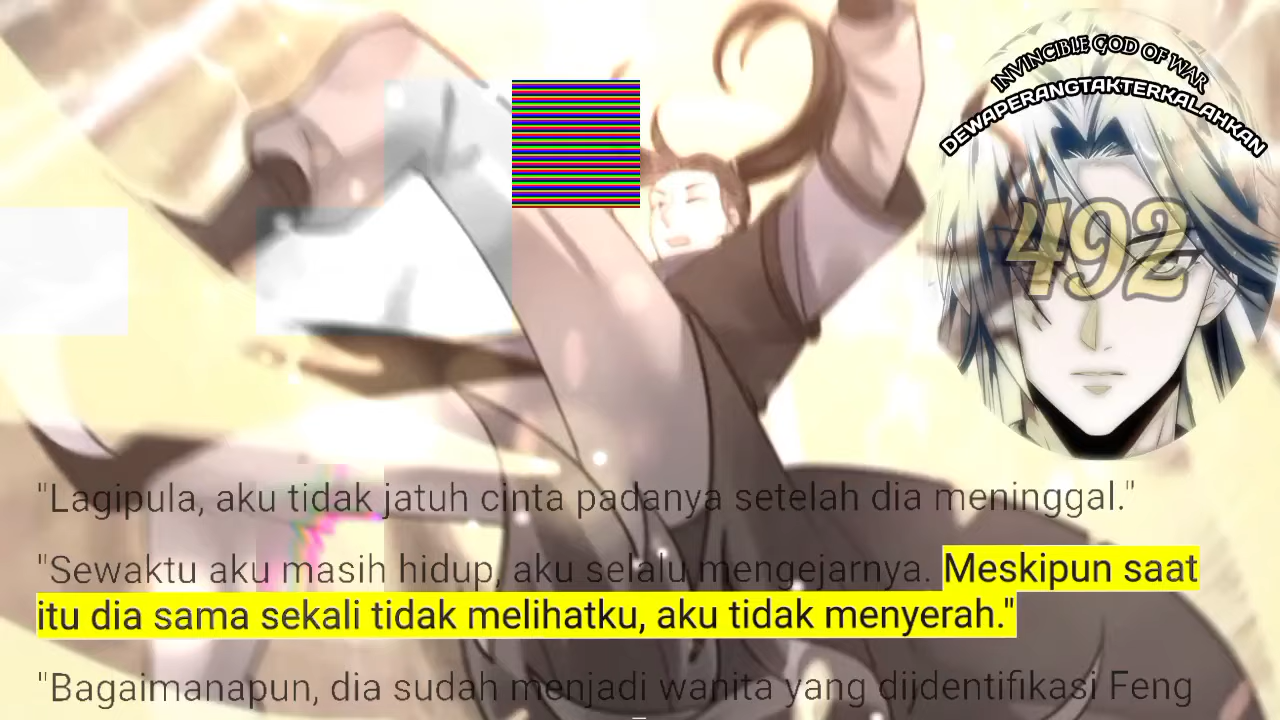 INVINCIBLE GOD OF WAR
DEWAPERANGTAKTERKALAHKAN
492
"Lagipula, aku tidak jatuh cinta padanya setelah dia meninggal."
"Sewaktu aku masih hidup, aku selalu mengejarnya. Meskipun saat
itu dia sama sekali tidak melihatku, aku tidak menyerah."
"Bagaimanapun, dia sudah menjadi wanita yang diidentifikasi Feng